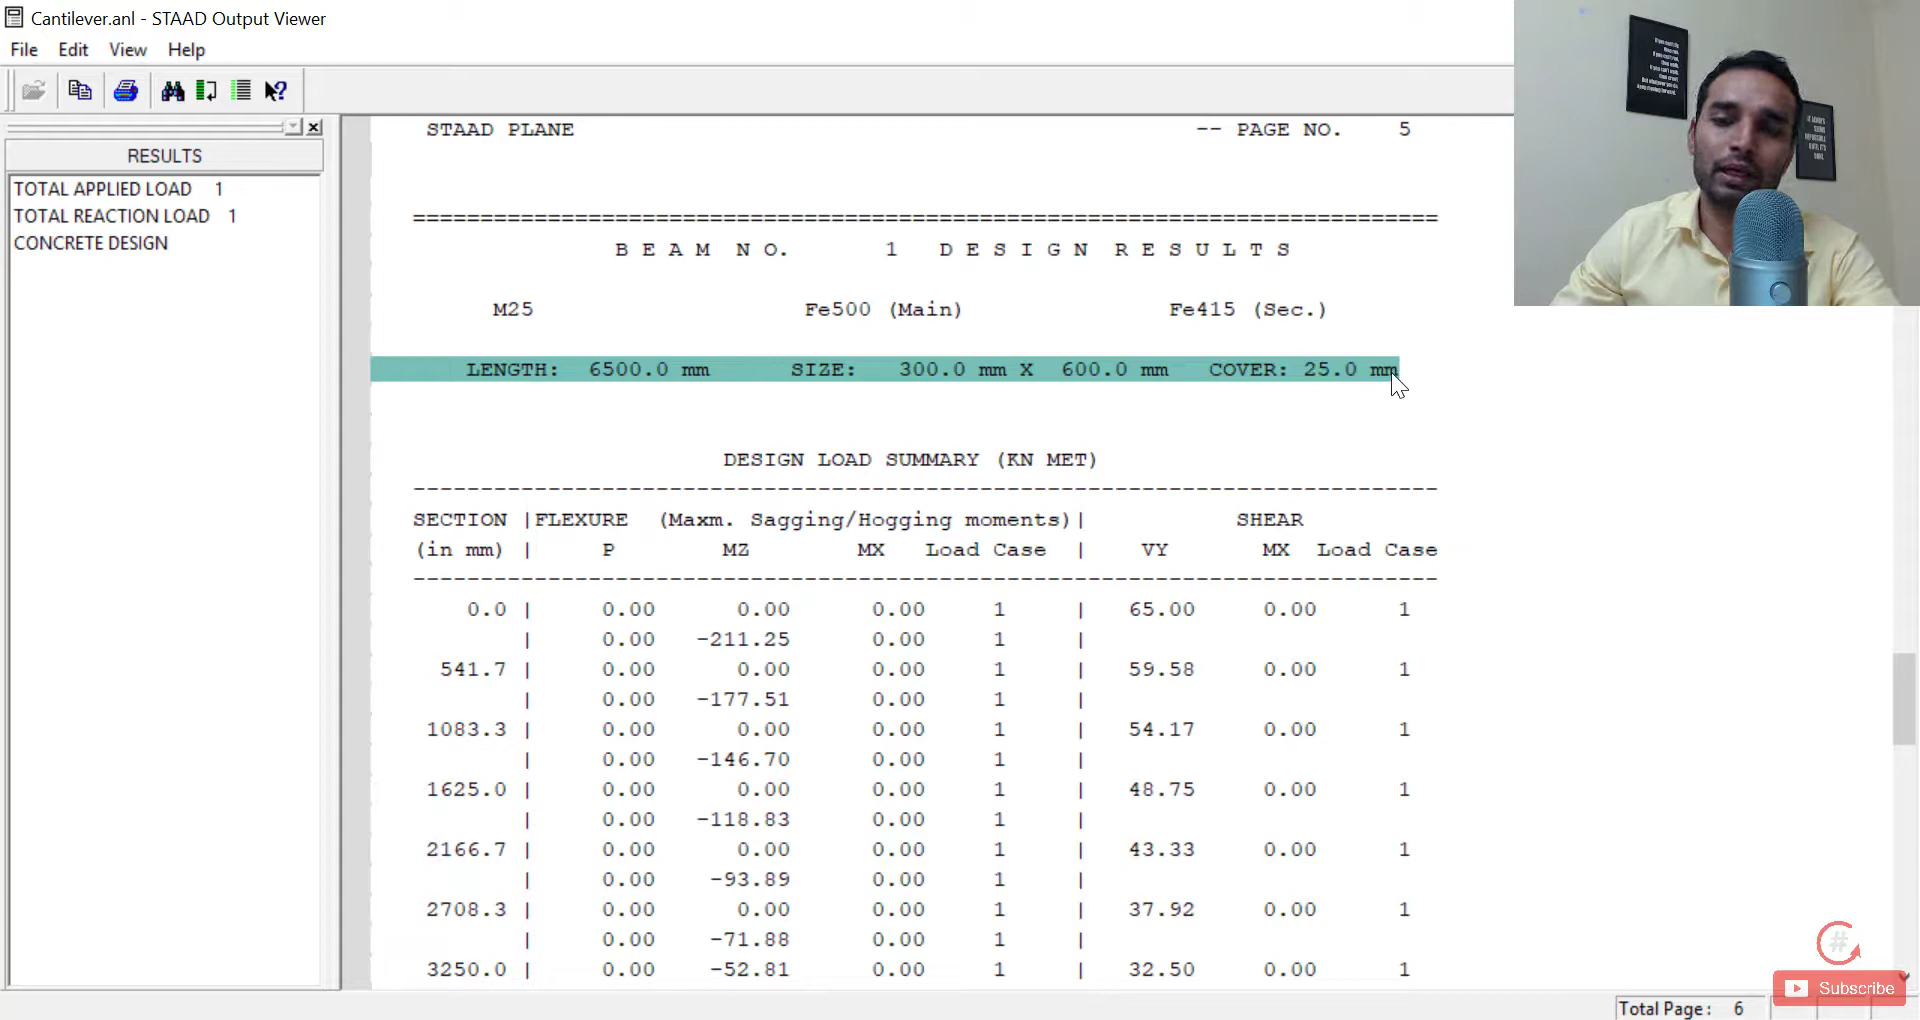 Cantilever.anl - STAAD Output Viewer
File Edit View Help
RESULTS
TOTAL APPLIED LOAD 1
TOTAL REACTION LOAD 1
CONCRETE DESIGN
STAAD PLANE -- PAGE NO. 5
============================================================================
B E A M N O. 1 D E S I G N R E S U L T S
M25 Fe500 (Main) Fe415 (Sec.)
LENGTH: 6500.0 mm SIZE: 300.0 mm X 600.0 mm COVER: 25.0 mm
DESIGN LOAD SUMMARY (KN MET)
----------------------------------------------------------------------------
SECTION |FLEXURE (Maxm. Sagging/Hogging moments)| SHEAR
(in mm) | P MZ MX Load Case | VY MX Load Case
----------------------------------------------------------------------------
0.0 | 0.00 0.00 0.00 1 | 65.00 0.00 1
| 0.00 -211.25 0.00 1 |
541.7 | 0.00 0.00 0.00 1 | 59.58 0.00 1
| 0.00 -177.51 0.00 1 |
1083.3 | 0.00 0.00 0.00 1 | 54.17 0.00 1
| 0.00 -146.70 0.00 1 |
1625.0 | 0.00 0.00 0.00 1 | 48.75 0.00 1
| 0.00 -118.83 0.00 1 |
2166.7 | 0.00 0.00 0.00 1 | 43.33 0.00 1
| 0.00 -93.89 0.00 1 |
2708.3 | 0.00 0.00 0.00 1 | 37.92 0.00 1
| 0.00 -71.88 0.00 1 |
3250.0 | 0.00 -52.81 0.00 1 | 32.50 0.00 1
#
Subscribe
Total Page: 6